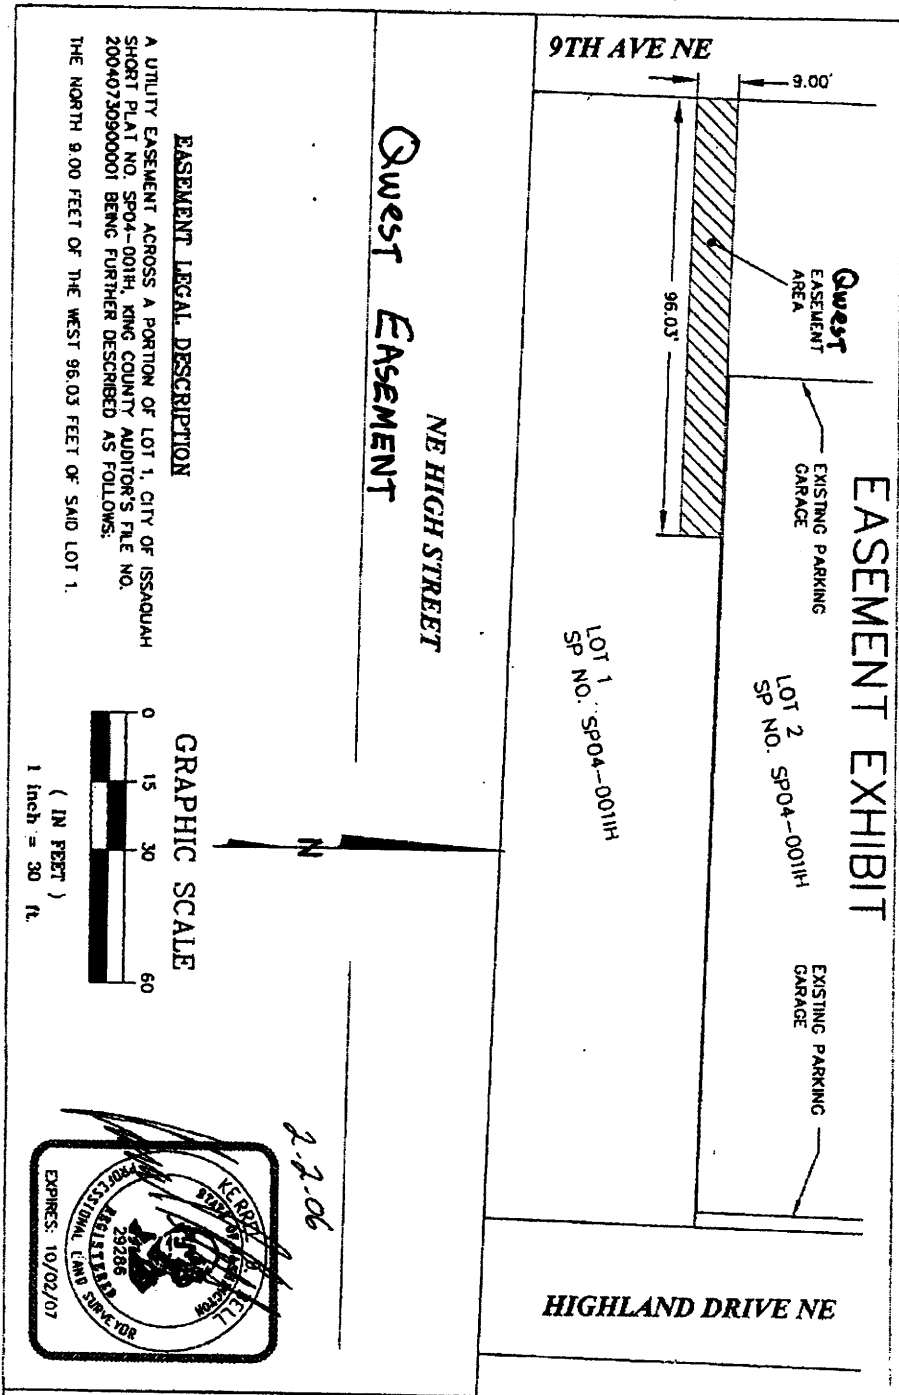 EASEMENT EXHIBIT
9TH AVE NE
9.00'
96.03'
Qwest
EASEMENT
AREA
EXISTING PARKING
GARAGE
LOT 2
SP NO. SP04-001IH
EXISTING PARKING
GARAGE
LOT 1
SP NO. SP04-001IH
HIGHLAND DRIVE NE
NE HIGH STREET
Qwest EASEMENT
N
EASEMENT LEGAL DESCRIPTION
A UTILITY EASEMENT ACROSS A PORTION OF LOT 1, CITY OF ISSAQUAH
SHORT PLAT NO. SP04-001IH, KING COUNTY AUDITOR'S FILE NO.
20040730900001 BEING FURTHER DESCRIBED AS FOLLOWS:
THE NORTH 9.00 FEET OF THE WEST 96.03 FEET OF SAID LOT 1.
GRAPHIC SCALE
0 15 30 60
( IN FEET )
1 inch = 30 ft.
2-2-06
STATE OF WASHINGTON
29286
REGISTERED
PROFESSIONAL LAND SURVEYOR
EXPIRES: 10/02/07